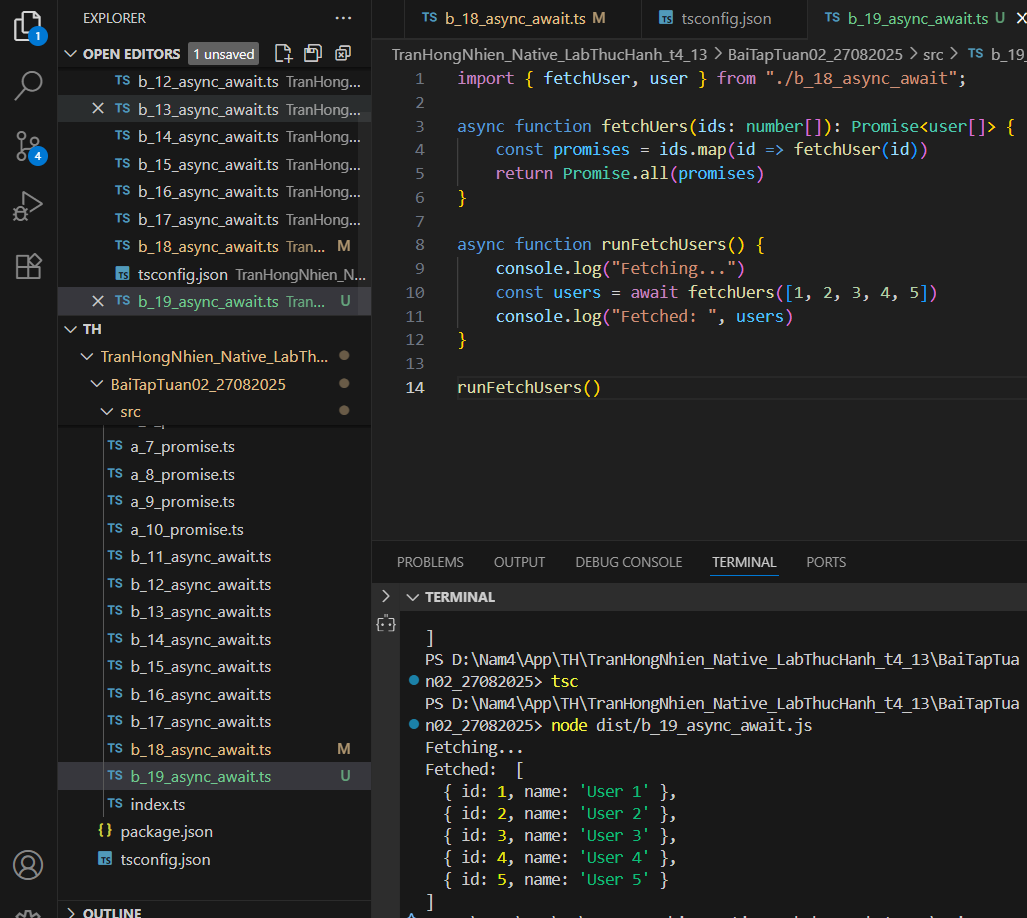 EXPLORER
OPEN EDITORS 1 unsaved
TS b_12_async_await.ts TranHong...
TS b_13_async_await.ts TranHong...
TS b_14_async_await.ts TranHong...
TS b_15_async_await.ts TranHong...
TS b_16_async_await.ts TranHong...
TS b_17_async_await.ts TranHong...
TS b_18_async_await.ts Tran... M
TS tsconfig.json TranHongNhien_N...
TS b_19_async_await.ts Tran... U
TH
TranHongNhien_Native_LabTh...
BaiTapTuan02_27082025
src
TS a_7_promise.ts
TS a_8_promise.ts
TS a_9_promise.ts
TS a_10_promise.ts
TS b_11_async_await.ts
TS b_12_async_await.ts
TS b_13_async_await.ts
TS b_14_async_await.ts
TS b_15_async_await.ts
TS b_16_async_await.ts
TS b_17_async_await.ts
TS b_18_async_await.ts M
TS b_19_async_await.ts U
TS index.ts
{} package.json
TS tsconfig.json
OUTLINE
1
4
TS b_18_async_await.ts M
TS tsconfig.json
TS b_19_async_await.ts U
TranHongNhien_Native_LabThucHanh_t4_13 > BaiTapTuan02_27082025 > src > TS b_19
1 import { fetchUser, user } from "./b_18_async_await";
2
3 async function fetchUers(ids: number[]): Promise<user[]> {
4 const promises = ids.map(id => fetchUser(id))
5 return Promise.all(promises)
6 }
7
8 async function runFetchUsers() {
9 console.log("Fetching...")
10 const users = await fetchUers([1, 2, 3, 4, 5])
11 console.log("Fetched: ", users)
12 }
13
14 runFetchUsers()
PROBLEMS OUTPUT DEBUG CONSOLE TERMINAL PORTS
TERMINAL
]
PS D:\Nam4\App\TH\TranHongNhien_Native_LabThucHanh_t4_13\BaiTapTua
n02_27082025> tsc
PS D:\Nam4\App\TH\TranHongNhien_Native_LabThucHanh_t4_13\BaiTapTua
n02_27082025> node dist/b_19_async_await.js
Fetching...
Fetched: [
{ id: 1, name: 'User 1' },
{ id: 2, name: 'User 2' },
{ id: 3, name: 'User 3' },
{ id: 4, name: 'User 4' },
{ id: 5, name: 'User 5' }
]